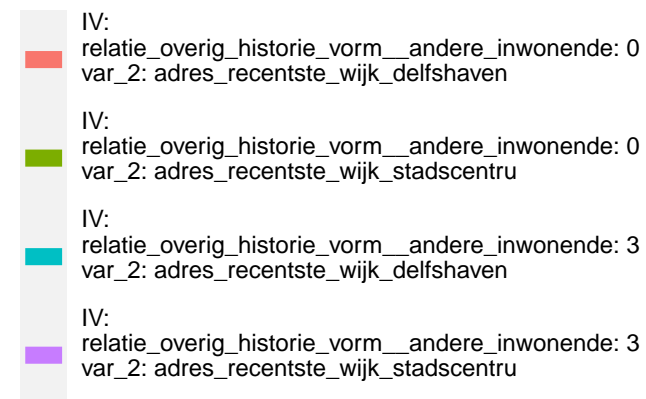 IV:
relatie_overig_historie_vorm__andere_inwonende: 0
var_2: adres_recentste_wijk_delfshaven
IV:
relatie_overig_historie_vorm__andere_inwonende: 0
var_2: adres_recentste_wijk_stadscentru
IV:
relatie_overig_historie_vorm__andere_inwonende: 3
var_2: adres_recentste_wijk_delfshaven
IV:
relatie_overig_historie_vorm__andere_inwonende: 3
var_2: adres_recentste_wijk_stadscentru